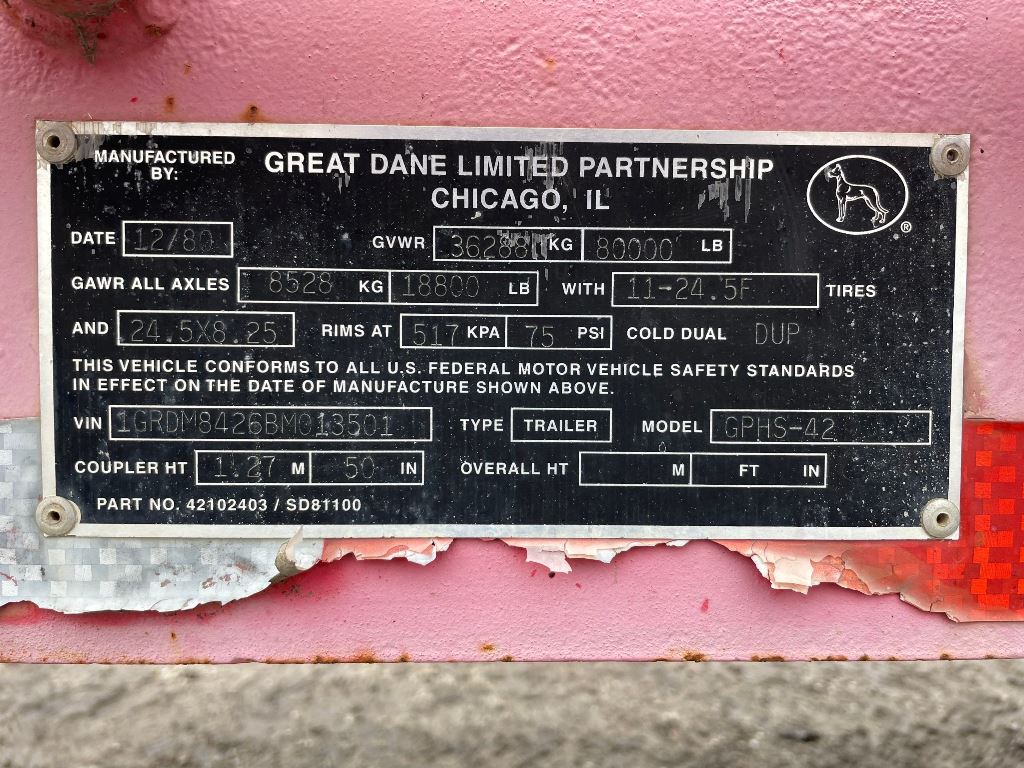 MANUFACTURED BY: GREAT DANE LIMITED PARTNERSHIP
CHICAGO, IL
®
DATE 12/80 GVWR 36288 KG 80000 LB
GAWR ALL AXLES 8528 KG 18800 LB WITH 11-24.5F TIRES
AND 24.5X8.25 RIMS AT 517 KPA 75 PSI COLD DUAL DUP
THIS VEHICLE CONFORMS TO ALL U.S. FEDERAL MOTOR VEHICLE SAFETY STANDARDS
IN EFFECT ON THE DATE OF MANUFACTURE SHOWN ABOVE.
VIN 1GRDM8426BM013501 TYPE TRAILER MODEL GPHS-42
COUPLER HT 1.27 M 50 IN OVERALL HT M FT IN
PART NO. 42102403 / SD81100